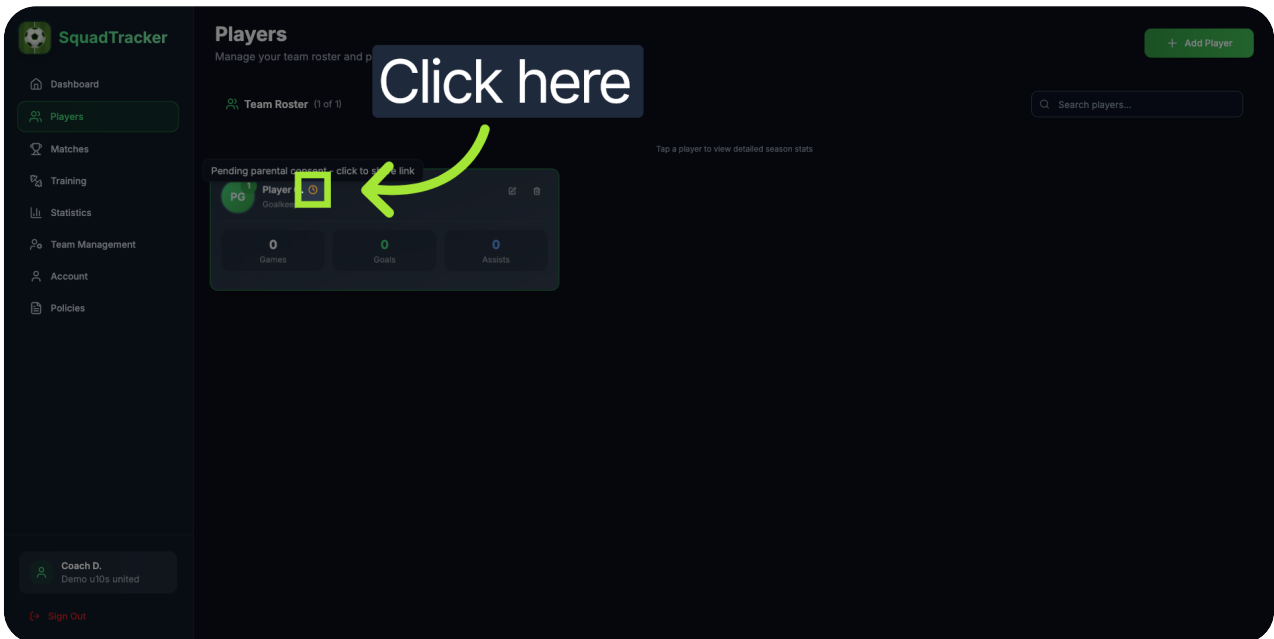 SquadTracker
Dashboard
Players
Matches
Training
Statistics
Team Management
Account
Policies
Coach D.
Demo u10s united
Sign Out
Players
Manage your team roster and p
Add Player
Click here
Team Roster (1 of 1)
Search players...
Tap a player to view detailed season stats
Pending parental consent - click to share link
PG
1
Player
Goalkee
0
Games
0
Goals
0
Assists